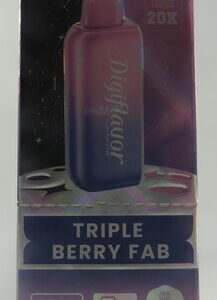 20K
Digiflavor
TRIPLE
BERRY FAB